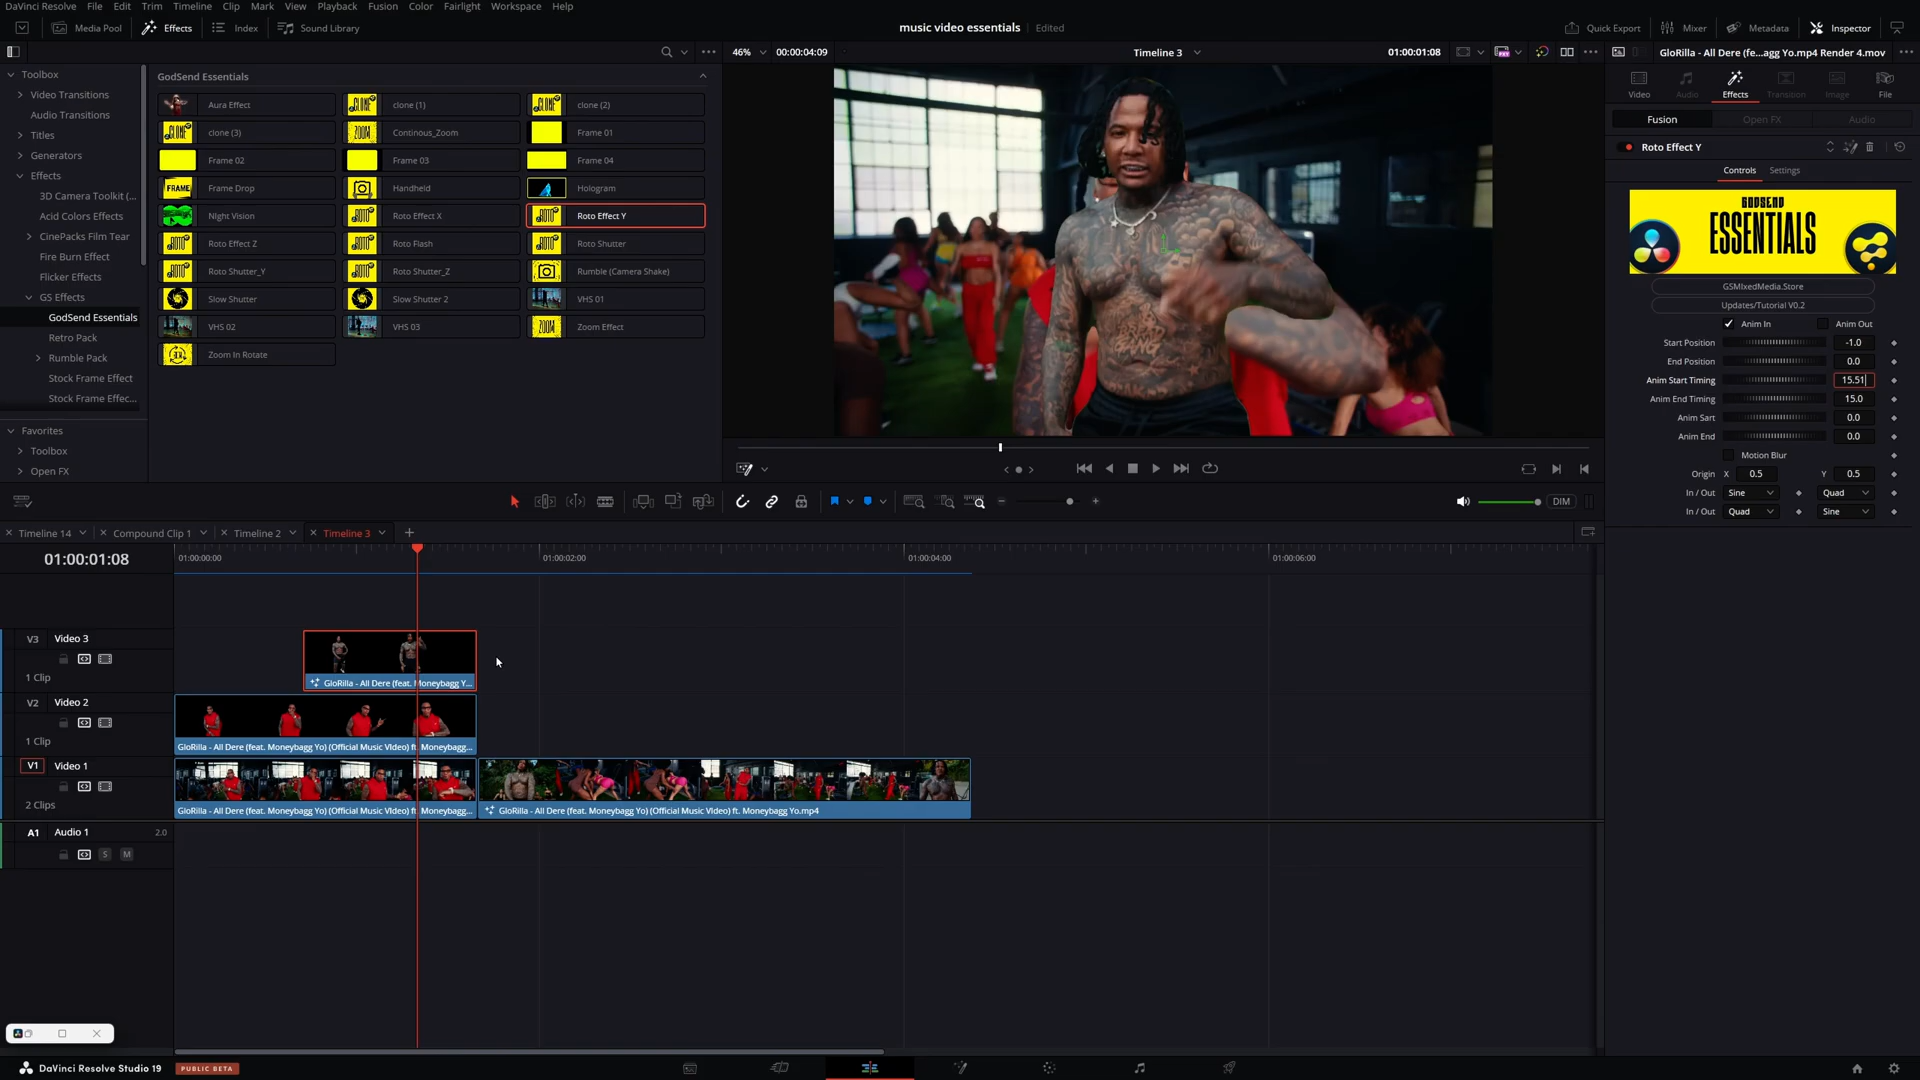 DaVinci Resolve File Edit Trim Timeline Clip Mark View Playback Fusion Color Fairlight Workspace Help
Media Pool Effects Index Sound Library music video essentials Edited Quick Export Mixer Metadata Inspector
46% 00:00:04:09 Timeline 3 01:00:01:08 GloRilla - All Dere (fe...agg Yo.mp4 Render 4.mov
Toolbox
Video Transitions
Audio Transitions
Titles
Generators
Effects
3D Camera Toolkit (...
Acid Colors Effects
CinePacks Film Tear
Fire Burn Effect
Flicker Effects
GS Effects
GodSend Essentials
Retro Pack
Rumble Pack
Stock Frame Effect
Stock Frame Effec...
Favorites
Toolbox
Open FX
GodSend Essentials
Aura Effect clone (1) clone (2)
clone (3) Continous_Zoom Frame 01
Frame 02 Frame 03 Frame 04
Frame Drop Handheld Hologram
Night Vision Roto Effect X Roto Effect Y
Roto Effect Z Roto Flash Roto Shutter
Roto Shutter_Y Roto Shutter_Z Rumble (Camera Shake)
Slow Shutter Slow Shutter 2 VHS 01
VHS 02 VHS 03 Zoom Effect
Zoom In Rotate
Video Audio Effects Transition Image File
Fusion Open FX Audio
Roto Effect Y
Controls Settings
GODSEND
ESSENTIALS
GSMixedMedia.Store
Updates/Tutorial V0.2
Anim In Anim Out
Start Position -1.0
End Position 0.0
Anim Start Timing 15.51
Anim End Timing 15.0
Anim Sart 0.0
Anim End 0.0
Motion Blur
Origin X 0.5 Y 0.5
In / Out Sine Quad
In / Out Quad Sine
DIM
Timeline 14 Compound Clip 1 Timeline 2 Timeline 3
01:00:01:08 01:00:00:00 01:00:02:00 01:00:04:00 01:00:06:00
V3 Video 3
1 Clip
GloRilla - All Dere (feat. Moneybagg Y...
V2 Video 2
1 Clip
GloRilla - All Dere (feat. Moneybagg Yo) (Official Music VIdeo) ft. Moneybagg...
V1 Video 1
2 Clips
GloRilla - All Dere (feat. Moneybagg Yo) (Official Music VIdeo) ft. Moneybagg...
GloRilla - All Dere (feat. Moneybagg Yo) (Official Music VIdeo) ft. Moneybagg Yo.mp4
A1 Audio 1 2.0
S M
DaVinci Resolve Studio 19 PUBLIC BETA